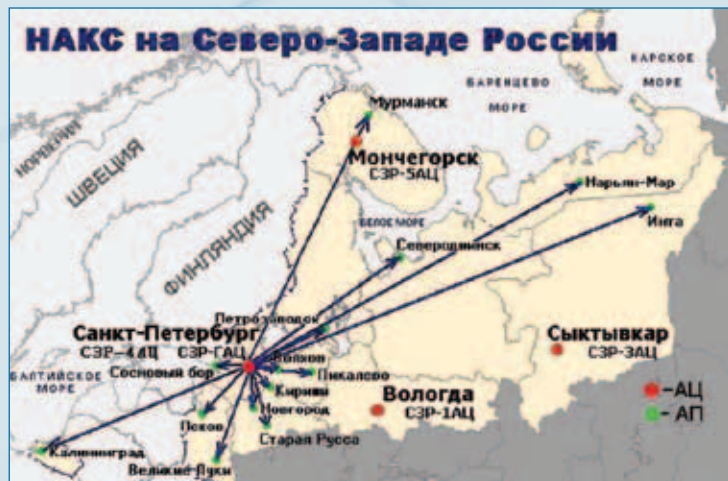 НАКС на Северо-Западе России
КАРСКОЕ
МОРЕ
БАРЕНЦЕВО
МОРЕ
Мурманск
НОРВЕГИЯ
ШВЕЦИЯ
Мончегорск
СЗР-5АЦ
Нарьян-Мар
Инта
БЕЛОЕ МОРЕ
ФИНЛЯНДИЯ
Северодвинск
Петрозаводск
Санкт-Петербург
СЗР-4АЦ СЗР-ГАЦ
Волхов
Сыктывкар
СЗР-3АЦ
Сосновый бор
Пикалево
БАЛТИЙСКОЕ
МОРЕ
Кириши
Вологда
СЗР-1АЦ
-АЦ
Новгород
Псков
-АП
Старая Русса
Калининград
Великие Луки